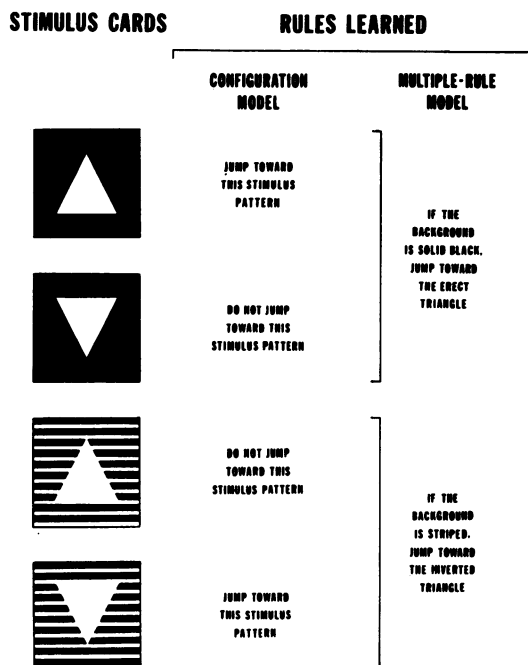 STIMULUS CARDS
RULES LEARNED
CONFIGURATION
MODEL
MULTIPLE-RULE
MODEL
JUMP TOWARD
THIS STIMULUS
PATTERN
DO NOT JUMP
TOWARD THIS
STIMULUS PATTERN
IF THE
BACKGROUND
IS SOLID BLACK,
JUMP TOWARD
THE ERECT
TRIANGLE
DO NOT JUMP
TOWARD THIS
STIMULUS PATTERN
JUMP TOWARD
THIS STIMULUS
PATTERN
IF THE
BACKGROUND
IS STRIPED,
JUMP TOWARD
THE INVERTED
TRIANGLE